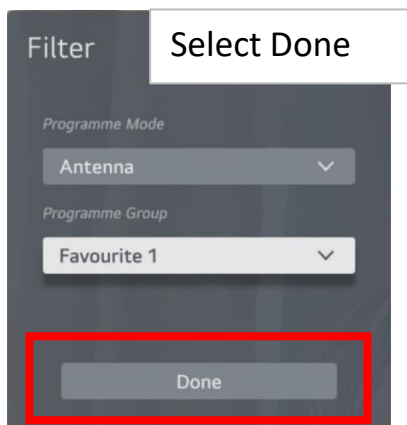 Filter
Select Done
Programme Mode
Antenna
Programme Group
Favourite 1
Done